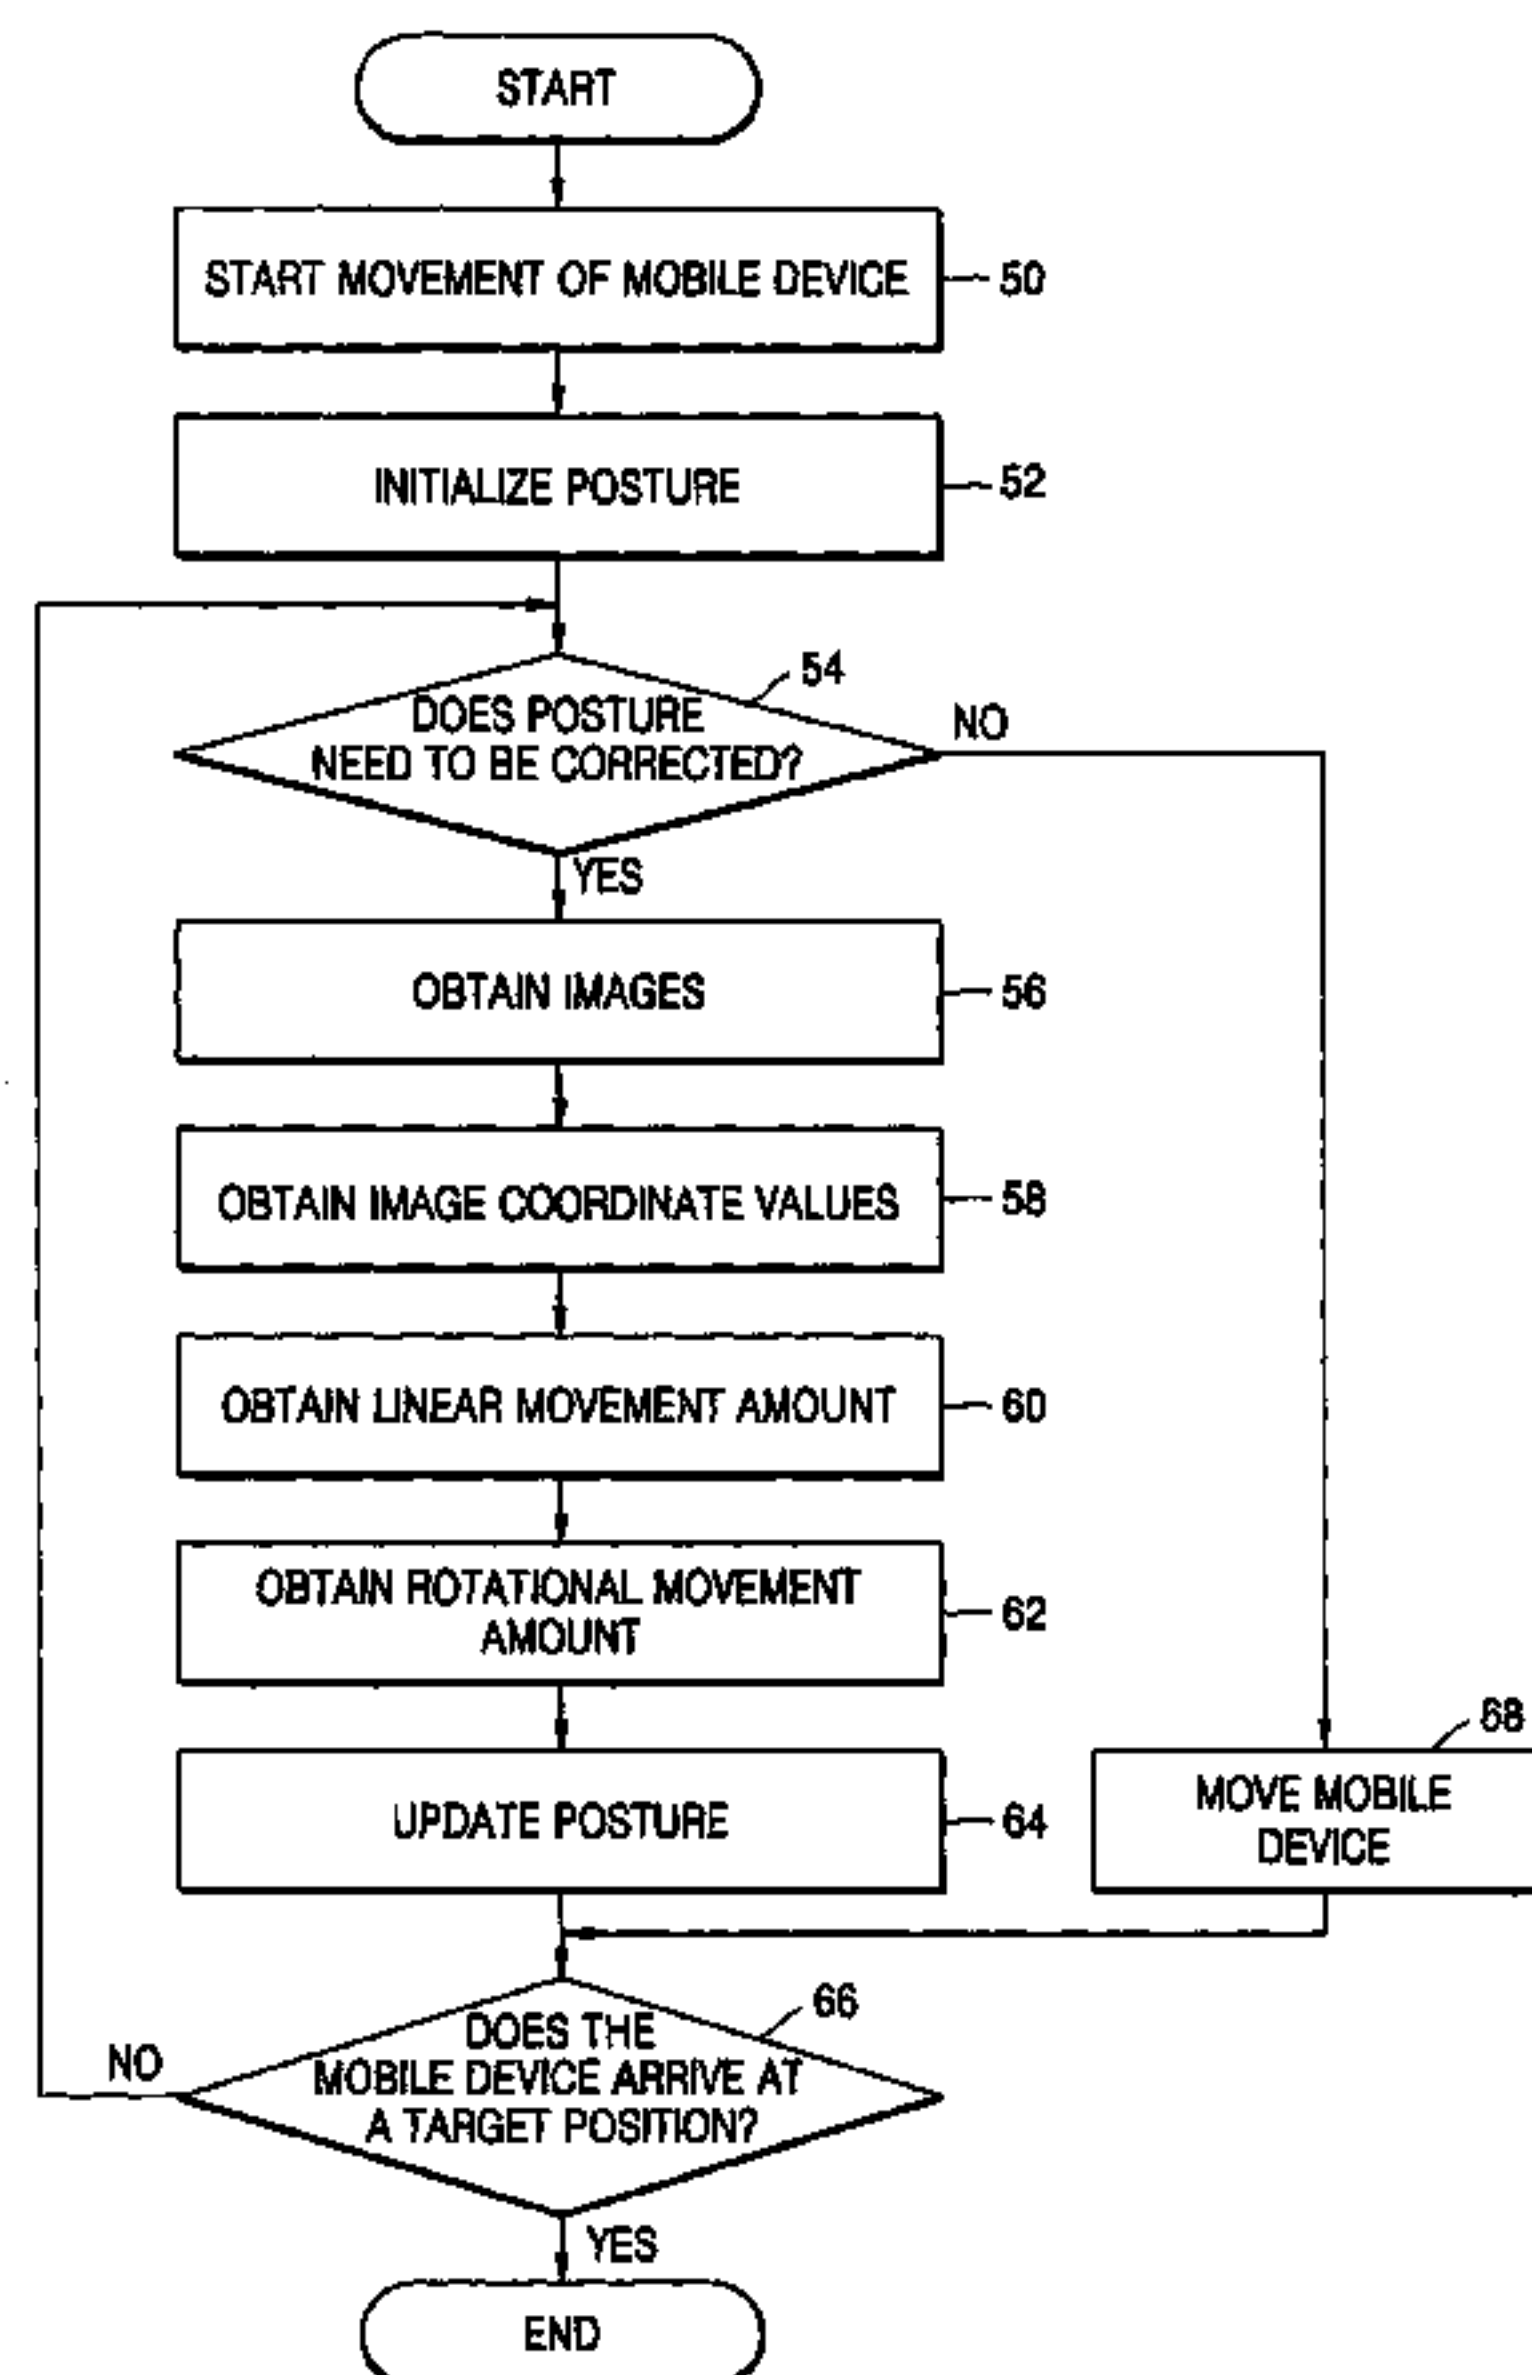 START
START MOVEMENT OF MOBILE DEVICE
50
INITIALIZE POSTURE
52
54
DOES POSTURE
NEED TO BE CORRECTED?
NO
YES
OBTAIN IMAGES
56
OBTAIN IMAGE COORDINATE VALUES
58
OBTAIN LINEAR MOVEMENT AMOUNT
60
OBTAIN ROTATIONAL MOVEMENT
AMOUNT
62
UPDATE POSTURE
64
68
MOVE MOBILE
DEVICE
66
DOES THE
MOBILE DEVICE ARRIVE AT
A TARGET POSITION?
NO
YES
END